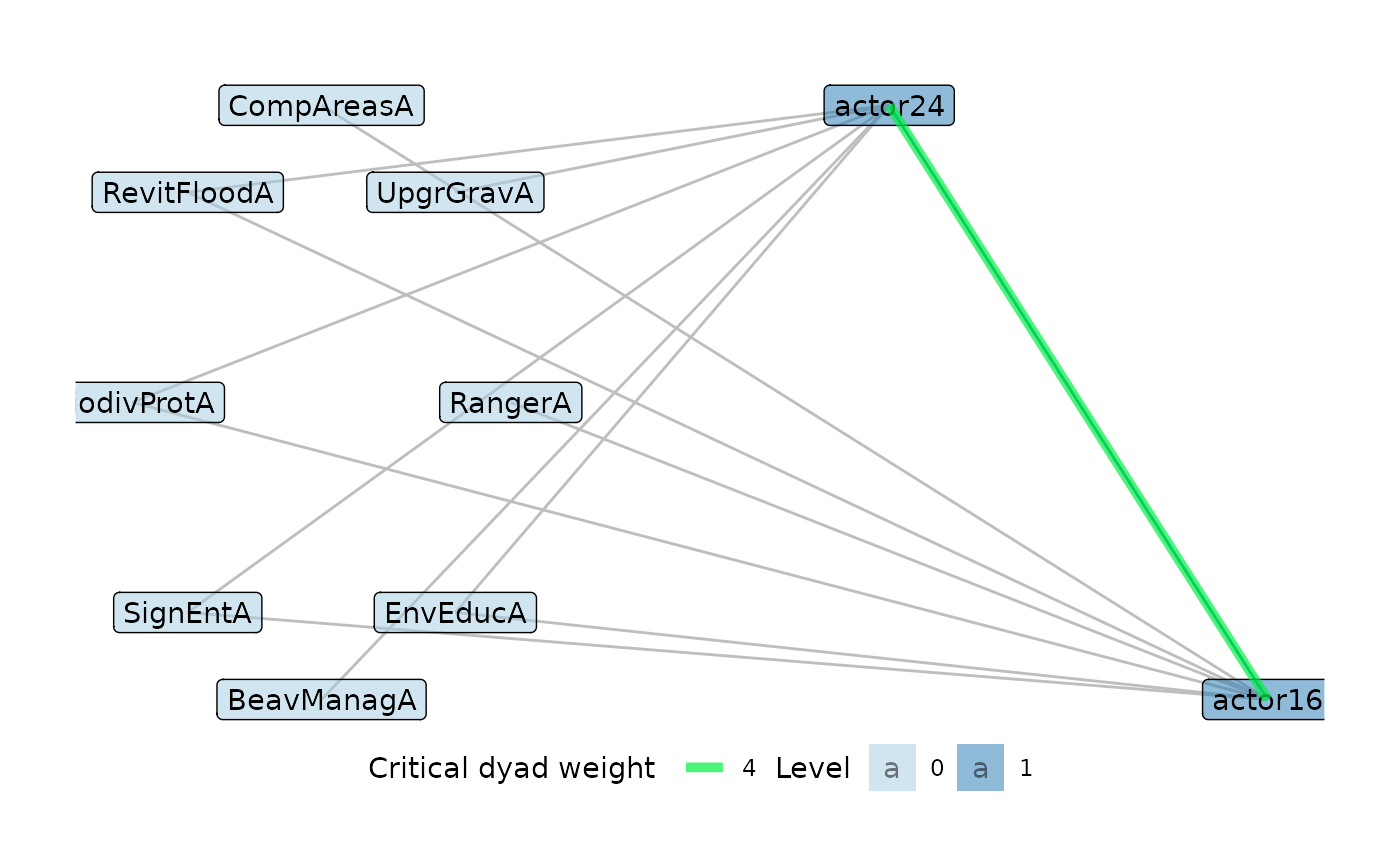 CompAreasA
actor24
RevitFloodA
UpgrGravA
odivProtA
RangerA
SignEntA
EnvEducA
BeavManagA
actor16
Critical dyad weight 4 Level a 0 a 1